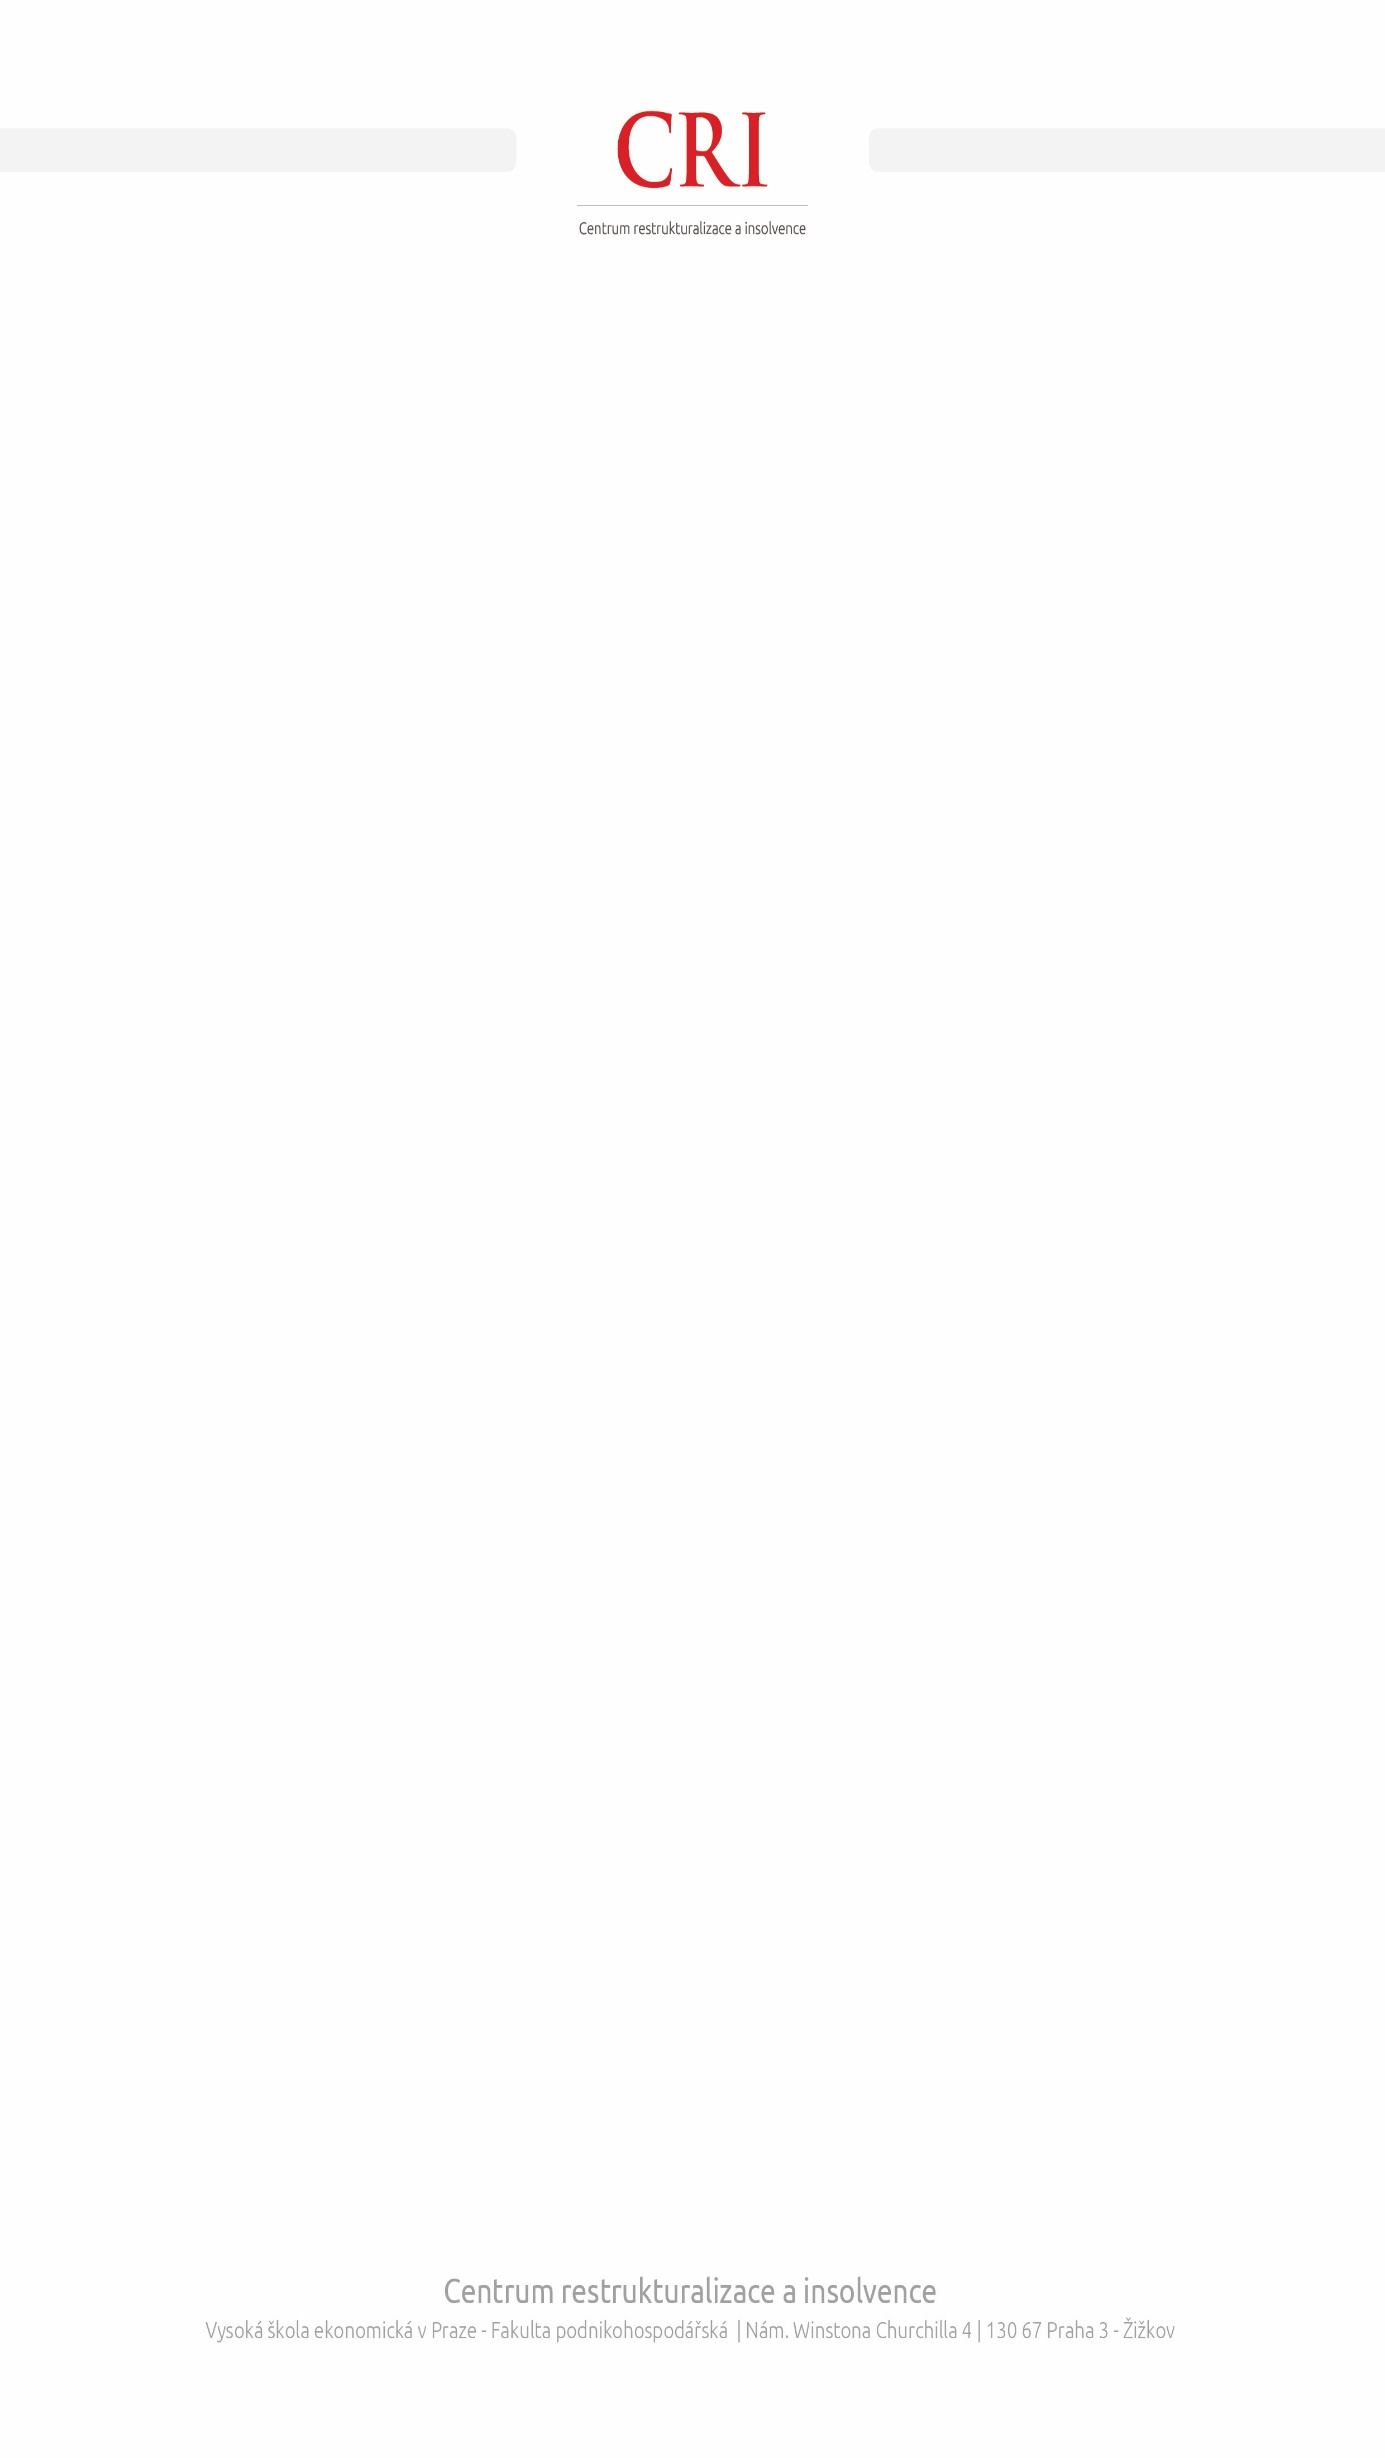 CRI
Centrum restrukturalizace a insolvence
Centrum restrukturalizace a insolvence
Vysoká škola ekonomická v Praze - Fakulta podnikohospodářská | Nám. Winstona Churchilla 4 | 130 67 Praha 3 - Žižkov